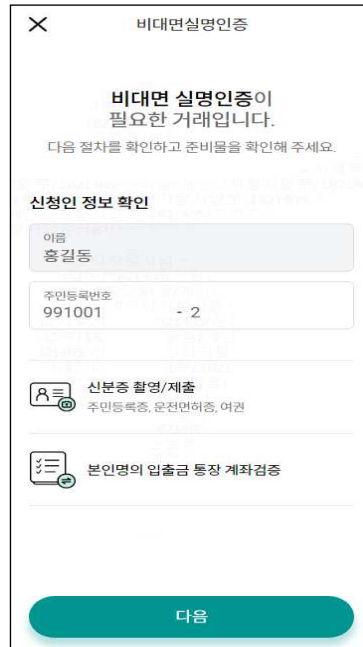 비대면실명인증
비대면 실명인증이
필요한 거래입니다.
다음 절차를 확인하고 준비물을 확인해 주세요.
신청인 정보 확인
이름
홍길동
주민등록번호
991001 - 2
신분증 촬영/제출
주민등록증, 운전면허증, 여권
본인명의 입출금 통장 계좌검증
다음